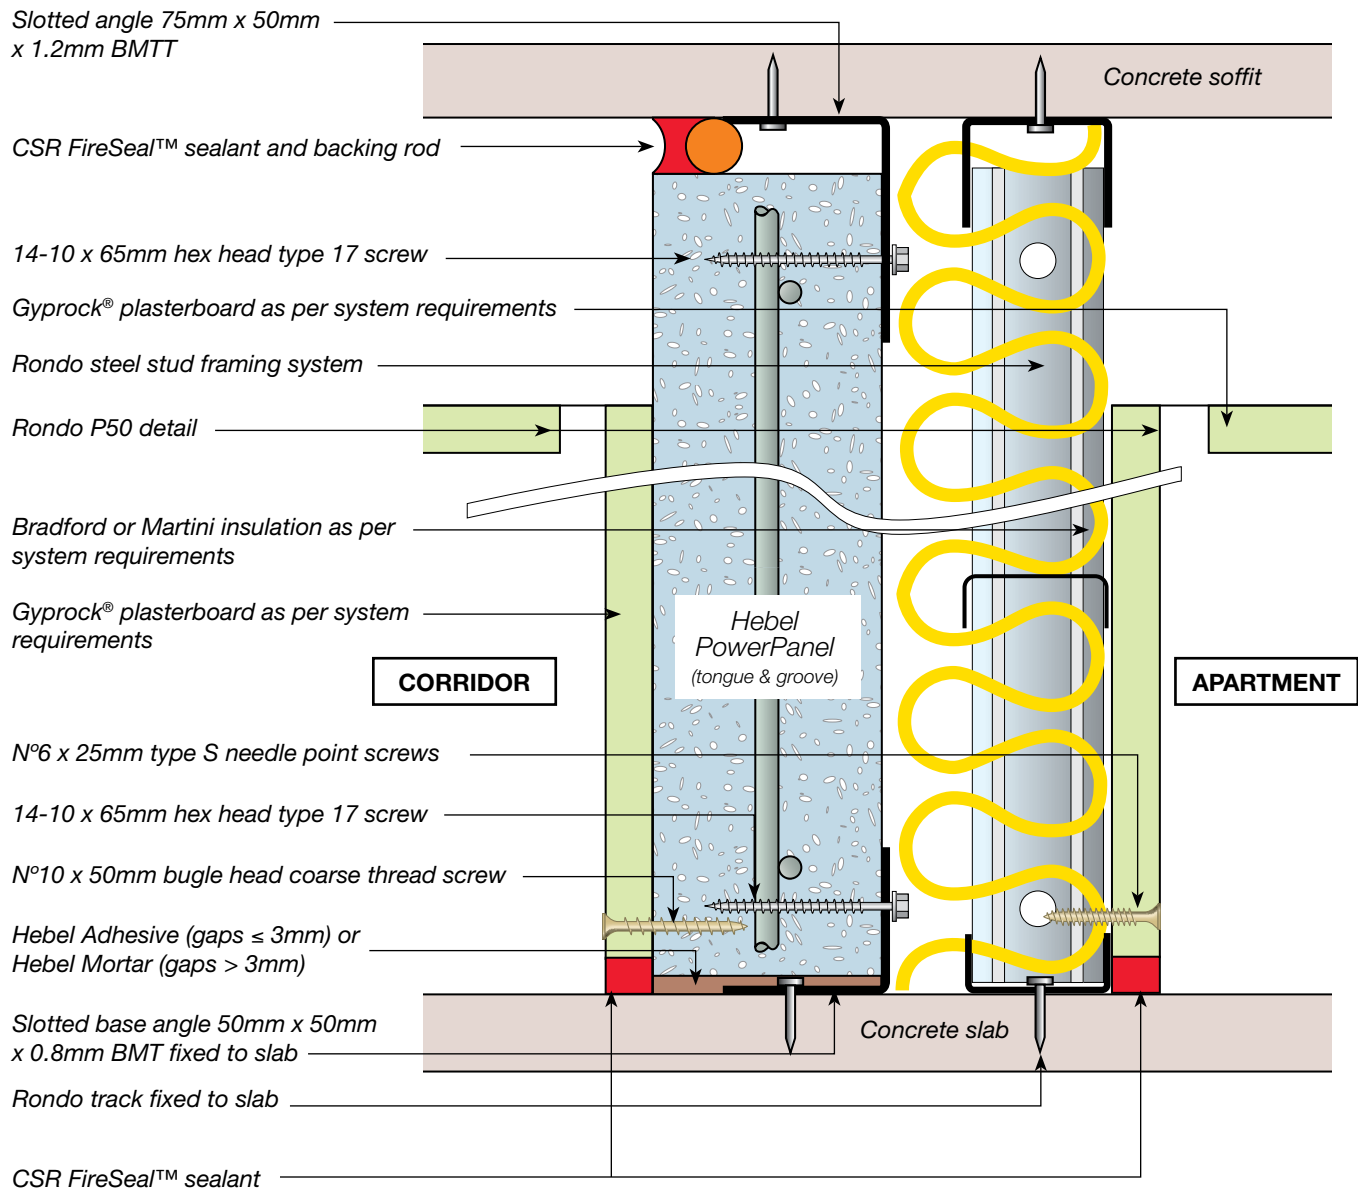 Slotted angle 75mm x 50mm
x 1.2mm BMTT
Concrete soffit
CSR FireSeal™ sealant and backing rod
14-10 x 65mm hex head type 17 screw
Gyprock® plasterboard as per system requirements
Rondo steel stud framing system
Rondo P50 detail
Bradford or Martini insulation as per
system requirements
Gyprock® plasterboard as per system
requirements
Hebel
PowerPanel
(tongue & groove)
CORRIDOR
APARTMENT
Nº6 x 25mm type S needle point screws
14-10 x 65mm hex head type 17 screw
Nº10 x 50mm bugle head coarse thread screw
Hebel Adhesive (gaps ≤ 3mm) or
Hebel Mortar (gaps > 3mm)
Slotted base angle 50mm x 50mm
x 0.8mm BMT fixed to slab
Concrete slab
Rondo track fixed to slab
CSR FireSeal™ sealant